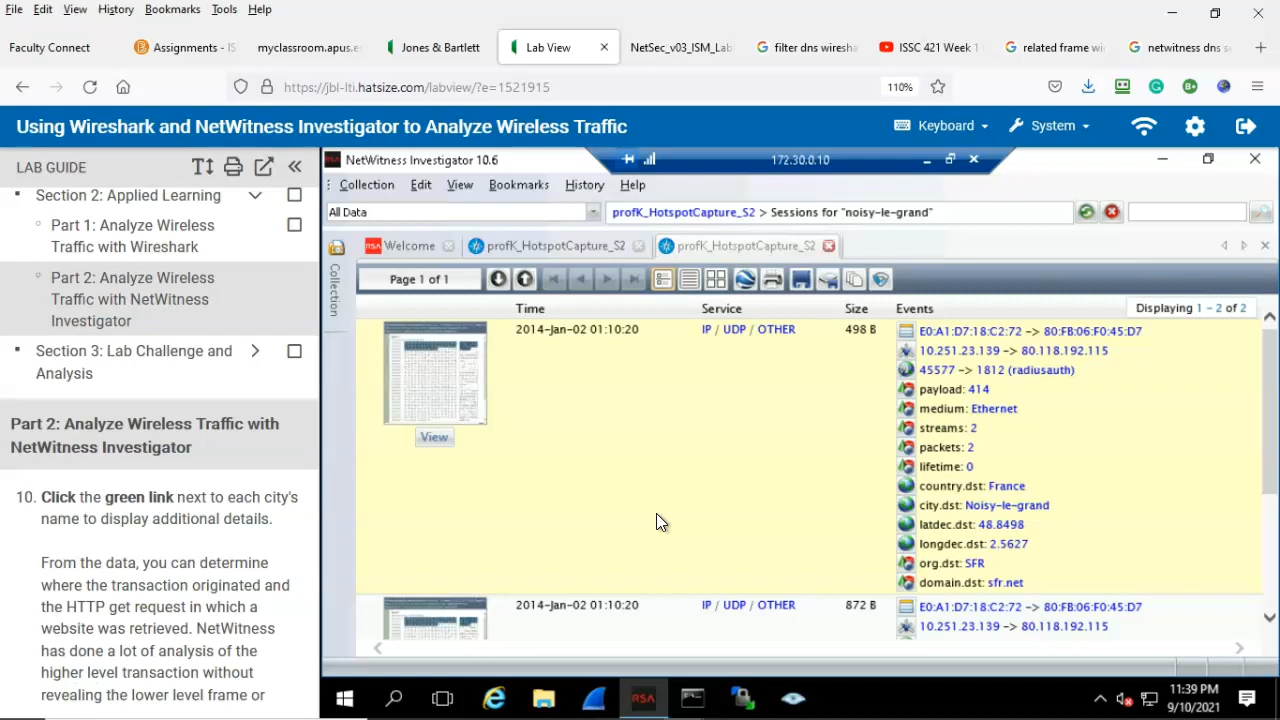 File Edit View History Bookmarks Tools Help
Faculty Connect
Assignments - IS
myclassroom.apus.e
Jones & Bartlett
Lab View
NetSec_v03_ISM_Lab
filter dns wiresha
ISSC 421 Week 1
related frame wi
netwitness dns s
https://jbl-lti.hatsize.com/labview/?e=1521915
110%
Using Wireshark and NetWitness Investigator to Analyze Wireless Traffic
Keyboard
System
LAB GUIDE
Section 2: Applied Learning
Part 1: Analyze Wireless
Traffic with Wireshark
Part 2: Analyze Wireless
Traffic with NetWitness
Investigator
Section 3: Lab Challenge and
Analysis
Part 2: Analyze Wireless Traffic with
NetWitness Investigator
10. Click the green link next to each city's
name to display additional details.
From the data, you can determine
where the transaction originated and
the HTTP get request in which a
website was retrieved. NetWitness
has done a lot of analysis of the
higher level transaction without
revealing the lower level frame or
NetWitness Investigator 10.6
172.30.0.10
Collection Edit View Bookmarks History Help
All Data
profK_HotspotCapture_S2 > Sessions for "noisy-le-grand"
Collection
RSA Welcome
profK_HotspotCapture_S2
profK_HotspotCapture_S2
Page 1 of 1
Time Service Size Events
Displaying 1 - 2 of 2
2014-Jan-02 01:10:20 IP / UDP / OTHER 498 B
View
E0:A1:D7:18:C2:72 -> 80:FB:06:F0:45:D7
10.251.23.139 -> 80.118.192.115
45577 -> 1812 (radiusauth)
payload: 414
medium: Ethernet
streams: 2
packets: 2
lifetime: 0
country.dst: France
city.dst: Noisy-le-grand
latdec.dst: 48.8498
longdec.dst: 2.5627
org.dst: SFR
domain.dst: sfr.net
2014-Jan-02 01:10:20 IP / UDP / OTHER 872 B
E0:A1:D7:18:C2:72 -> 80:FB:06:F0:45:D7
10.251.23.139 -> 80.118.192.115
RSA
11:39 PM
9/10/2021